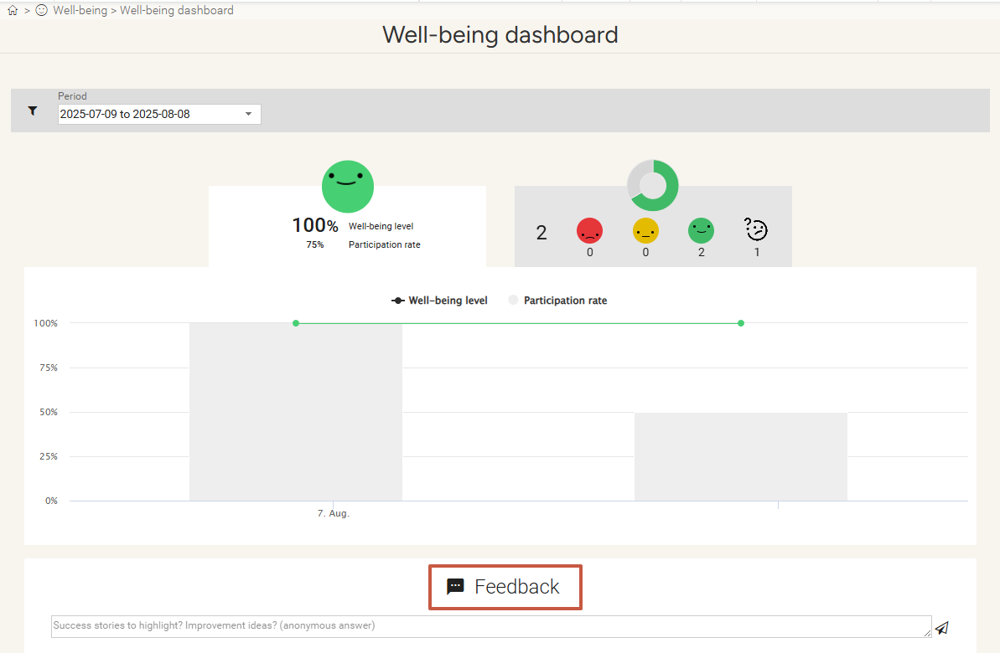 > Well-being > Well-being dashboard
Well-being dashboard
Period
2025-07-09 to 2025-08-08
100% Well-being level
75% Participation rate
2
0 0 2 1
Well-being level Participation rate
100%
75%
50%
25%
0%
7. Aug.
Feedback
Success stories to highlight? Improvement ideas? (anonymous answer)